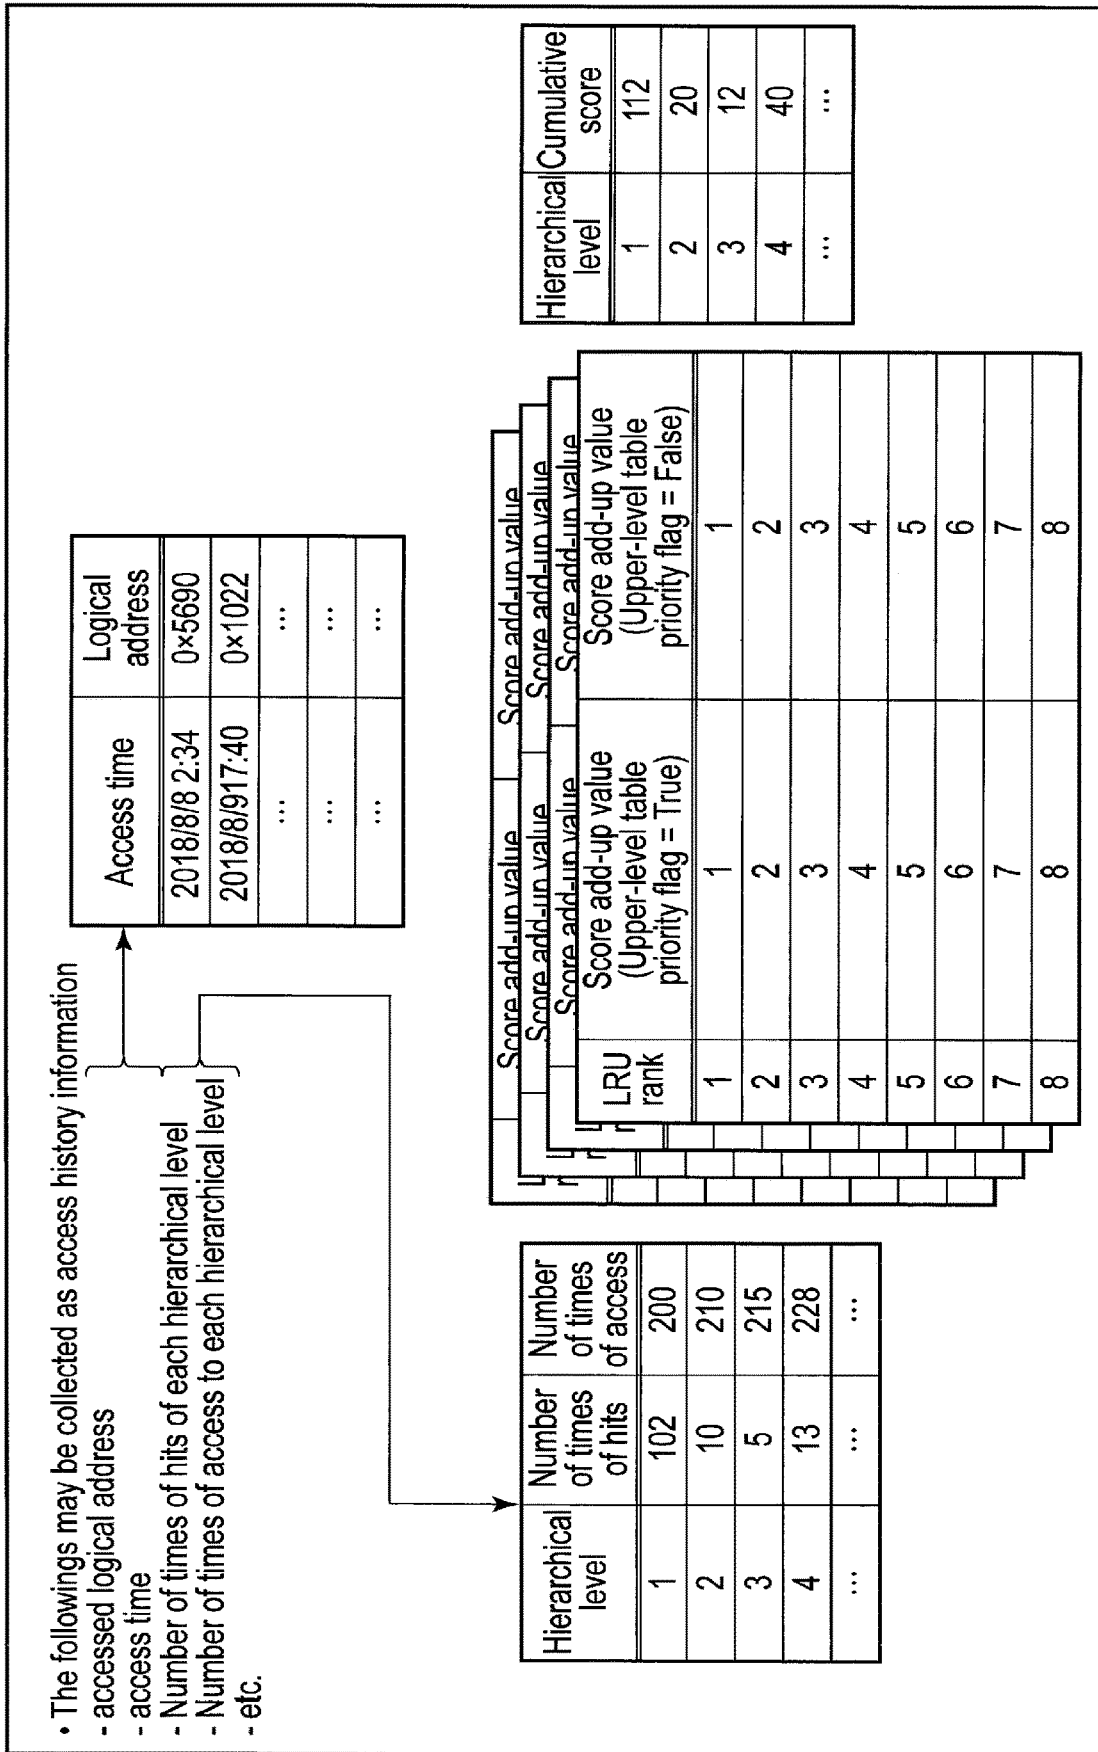 • The followings may be collected as access history information
- accessed logical address
- access time
- Number of times of hits of each hierarchical level
- Number of times of access to each hierarchical level
- etc.
Access time Logical address
2018/8/8 2:34 0×5690
2018/8/917:40 0×1022
... ...
... ...
... ...
Hierarchical level Number of times of hits Number of times of access
1 102 200
2 10 210
3 5 215
4 13 228
... ... ...
Score add-up value Score add-up value
Score add-up value Score add-up value
Score add-up value Score add-up value
LRU rank Score add-up value (Upper-level table priority flag = True) Score add-up value (Upper-level table priority flag = False)
1 1 1
2 2 2
3 3 3
4 4 4
5 5 5
6 6 6
7 7 7
8 8 8
Hierarchical level Cumulative score
1 112
2 20
3 12
4 40
... ...